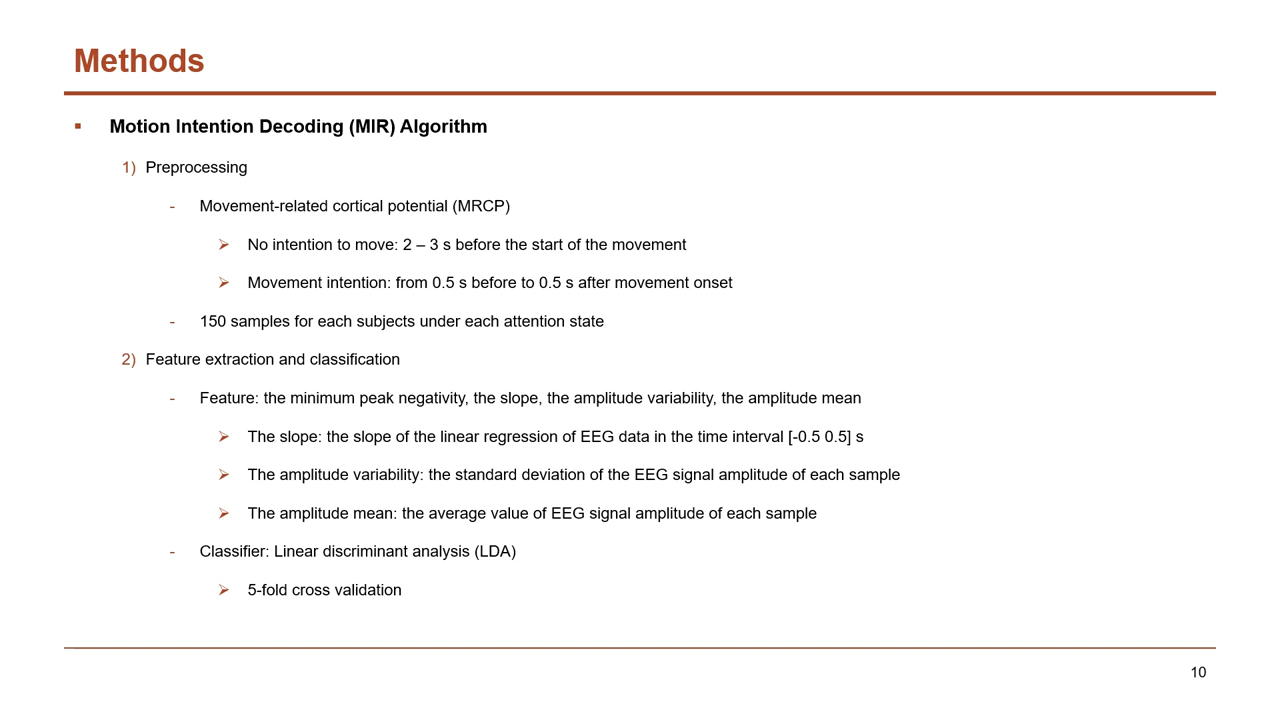 Methods
▪ Motion Intention Decoding (MIR) Algorithm
1) Preprocessing
- Movement-related cortical potential (MRCP)
➢ No intention to move: 2 – 3 s before the start of the movement
➢ Movement intention: from 0.5 s before to 0.5 s after movement onset
- 150 samples for each subjects under each attention state
2) Feature extraction and classification
- Feature: the minimum peak negativity, the slope, the amplitude variability, the amplitude mean
➢ The slope: the slope of the linear regression of EEG data in the time interval [-0.5 0.5] s
➢ The amplitude variability: the standard deviation of the EEG signal amplitude of each sample
➢ The amplitude mean: the average value of EEG signal amplitude of each sample
- Classifier: Linear discriminant analysis (LDA)
➢ 5-fold cross validation
10